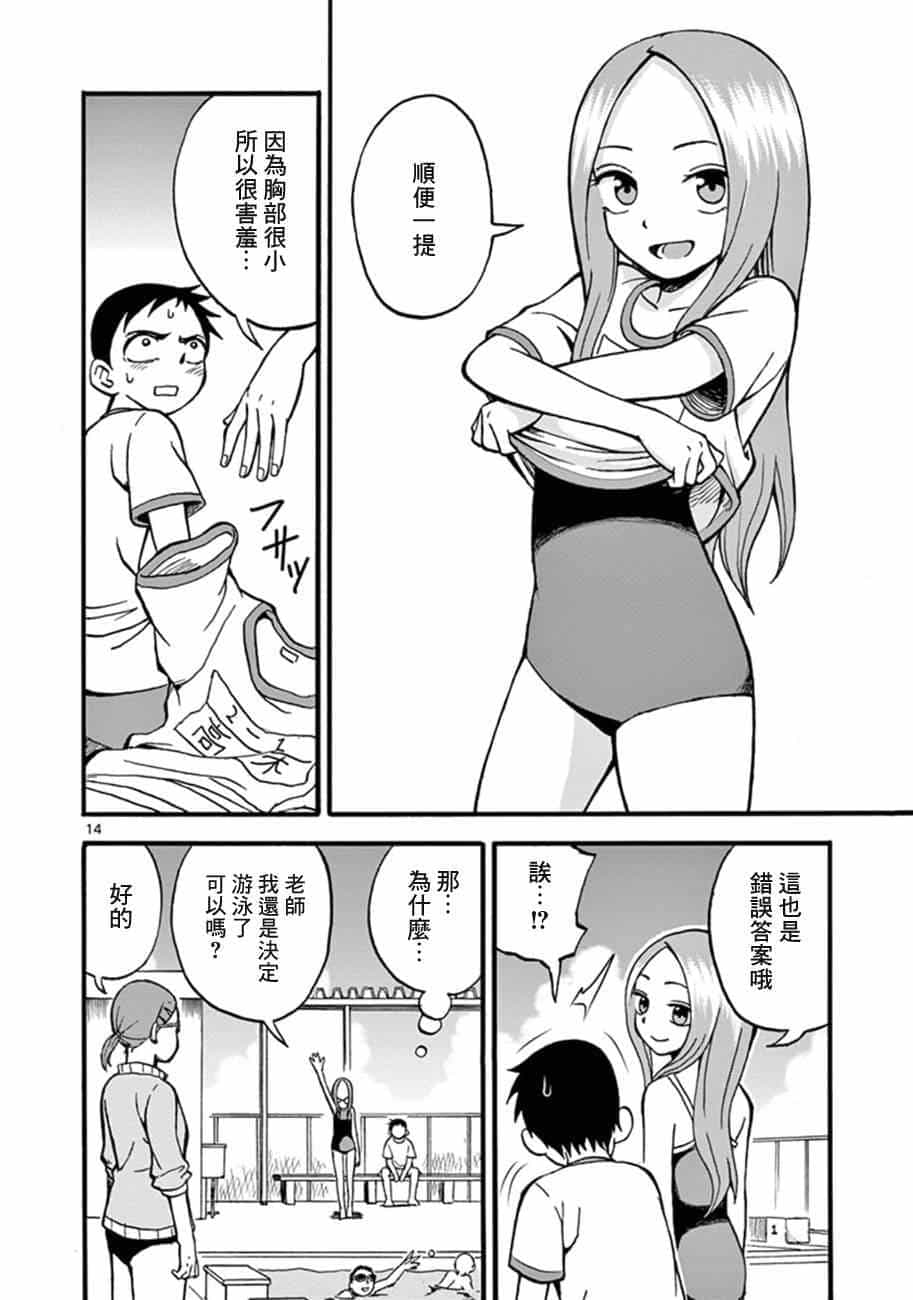 順便一提
因為胸部很小
所以很害羞…
フサッ
14
這也是
錯誤答案哦
誒…!?
1
那…
為什麼…
老師
我還是決定
游泳了
可以嗎?
好的